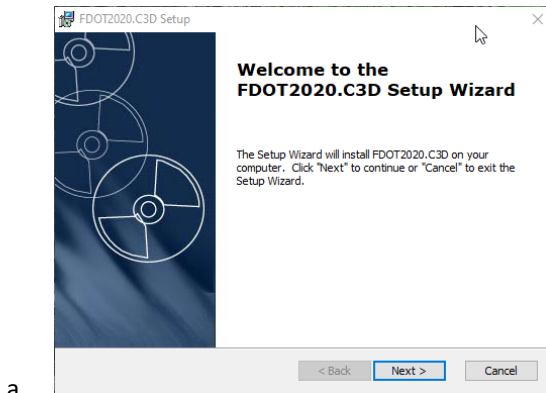 FDOT2020.C3D Setup
Welcome to the
FDOT2020.C3D Setup Wizard
The Setup Wizard will install FDOT2020.C3D on your
computer. Click "Next" to continue or "Cancel" to exit the
Setup Wizard.
< Back Next > Cancel
a